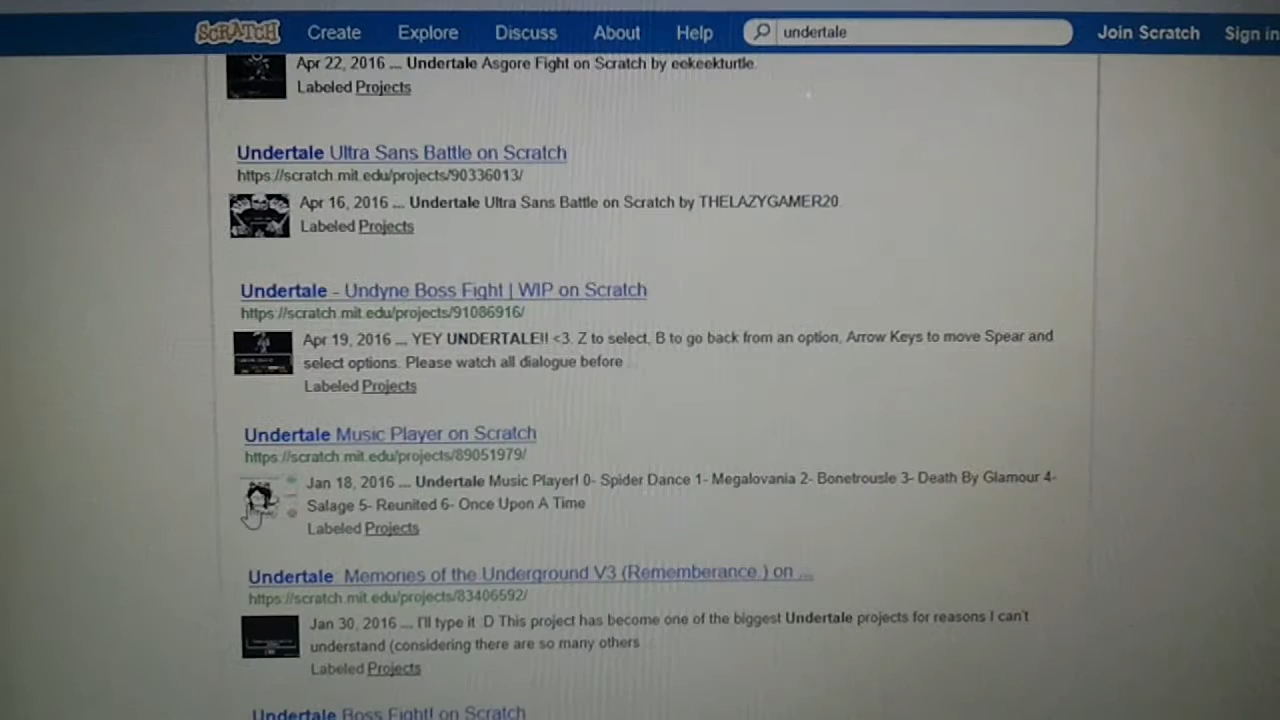 SCRATCH Create Explore Discuss About Help undertale Join Scratch Sign in
Apr 22, 2016 ... Undertale Asgore Fight on Scratch by eekeekturtle.
Labeled Projects
Undertale Ultra Sans Battle on Scratch
https://scratch.mit.edu/projects/90336013/
Apr 16, 2016 ... Undertale Ultra Sans Battle on Scratch by THELAZYGAMER20.
Labeled Projects
Undertale - Undyne Boss Fight | WIP on Scratch
https://scratch.mit.edu/projects/91086916/
Apr 19, 2016 ... YEY UNDERTALE!! <3. Z to select, B to go back from an option, Arrow Keys to move Spear and
select options. Please watch all dialogue before
Labeled Projects
Undertale Music Player on Scratch
https://scratch.mit.edu/projects/89051979/
Jan 18, 2016 ... Undertale Music Player! 0- Spider Dance 1- Megalovania 2- Bonetrousle 3- Death By Glamour 4-
Salage 5- Reunited 6- Once Upon A Time
Labeled Projects
Undertale: Memories of the Underground V3 (Rememberance.) on ...
https://scratch.mit.edu/projects/83406592/
Jan 30, 2016 ... I'll type it :D This project has become one of the biggest Undertale projects for reasons I can't
understand (considering there are so many others
Labeled Projects
Undertale Boss Fight! on Scratch